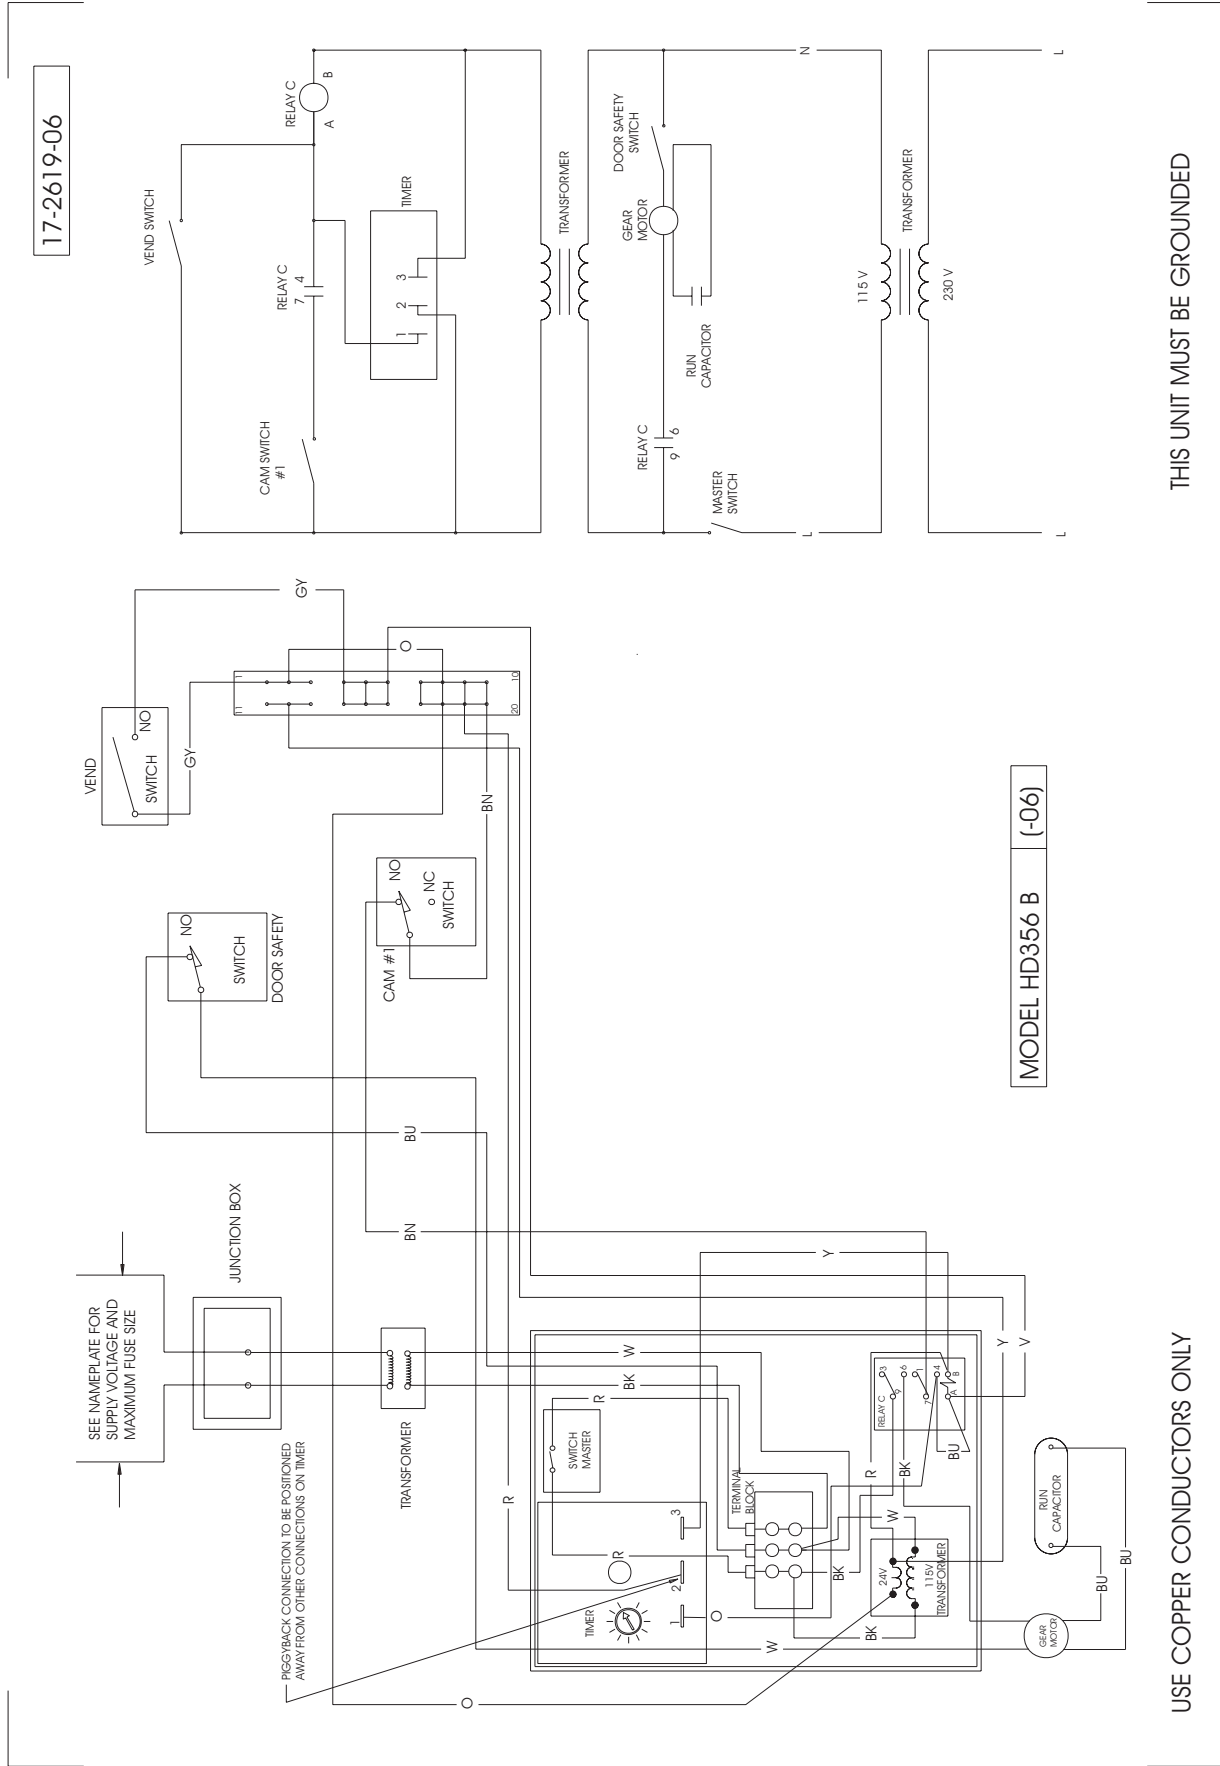 SEE NAMEPLATE FOR
SUPPLY VOLTAGE AND
MAXIMUM FUSE SIZE
JUNCTION BOX
PIGGYBACK CONNECTION TO BE POSITIONED
AWAY FROM OTHER CONNECTIONS ON TIMER
TRANSFORMER
VEND
NO
SWITCH
GY
GY
NO
SWITCH
DOOR SAFETY
NO
NC
SWITCH
CAM #1
1
11
10
20
O
BN
BU
BN
R
O
W
BK
R
Y
Y
V
SWITCH
MASTER
TIMER
R
1
2
3
O
TERMINAL
BLOCK
W
BK
BK
W
R
BK
BU
RELAY C
3
9
6
1
7
4
A
B
24V
115V
TRANSFORMER
GEAR
MOTOR
RUN
CAPACITOR
BU
BU
MODEL HD356 B (-06)
USE COPPER CONDUCTORS ONLY
17-2619-06
VEND SWITCH
RELAY C
A
B
CAM SWITCH
#1
RELAY C
7 4
TIMER
1
2
3
TRANSFORMER
DOOR SAFETY
SWITCH
GEAR
MOTOR
RUN
CAPACITOR
RELAY C
9 6
MASTER
SWITCH
L
N
115 V
TRANSFORMER
230 V
L
L
THIS UNIT MUST BE GROUNDED